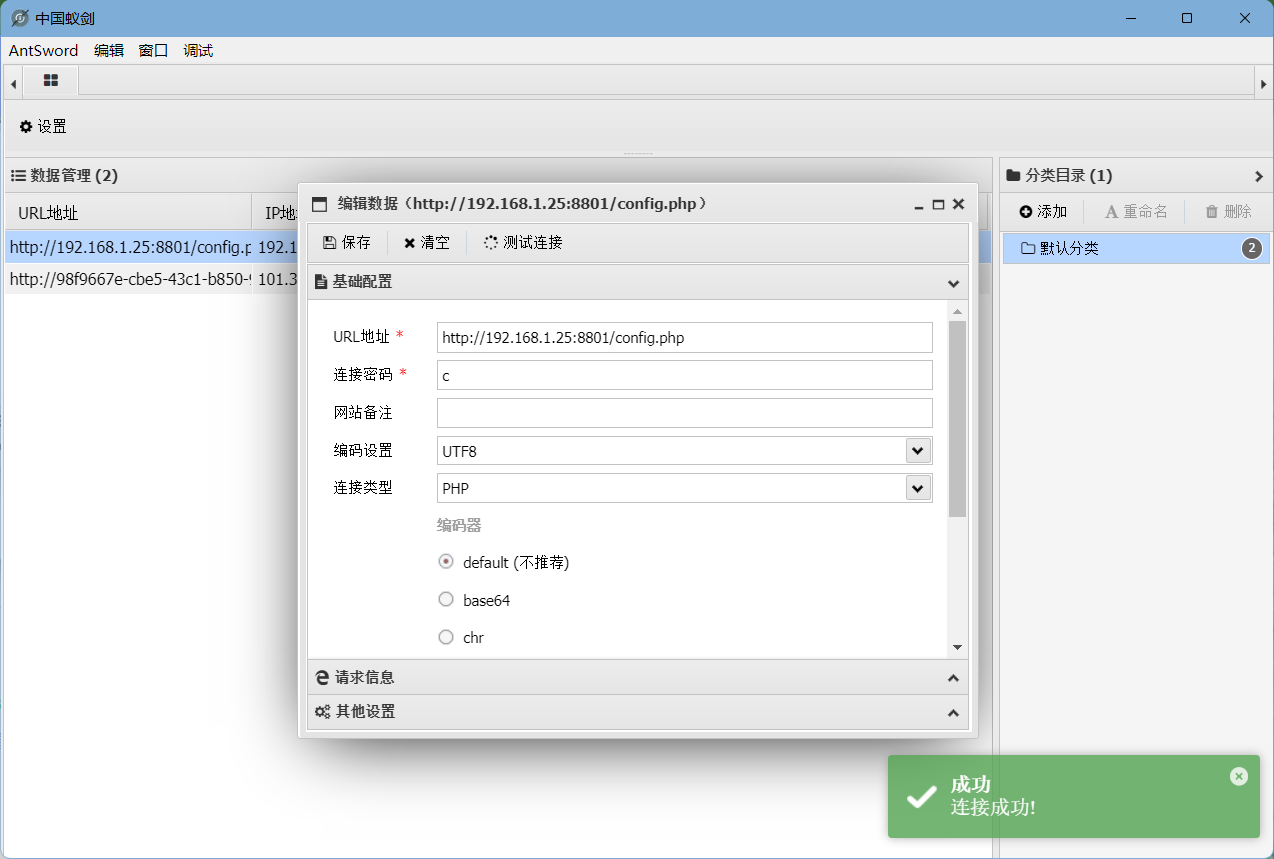 中国蚁剑
AntSword 编辑 窗口 调试
设置
数据管理 (2)
分类目录 (1)
URL地址 IP地
添加 重命名 删除
http://192.168.1.25:8801/config.p 192.1
http://98f9667e-cbe5-43c1-b850- 101.3
默认分类 2
编辑数据（http://192.168.1.25:8801/config.php）
保存 清空 测试连接
基础配置
URL地址 * http://192.168.1.25:8801/config.php
连接密码 * c
网站备注
编码设置 UTF8
连接类型 PHP
编码器
default (不推荐)
base64
chr
请求信息
其他设置
成功
连接成功!